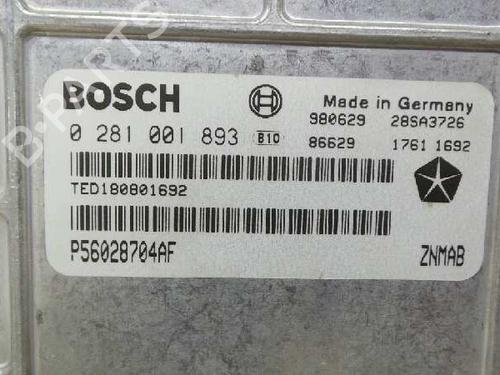 B-PARTS
BOSCH
Made in Germany
980629 28SA3726
0 281 001 893 B10
86629 1761 1692
TED180801692
P56028704AF
ZNMAB